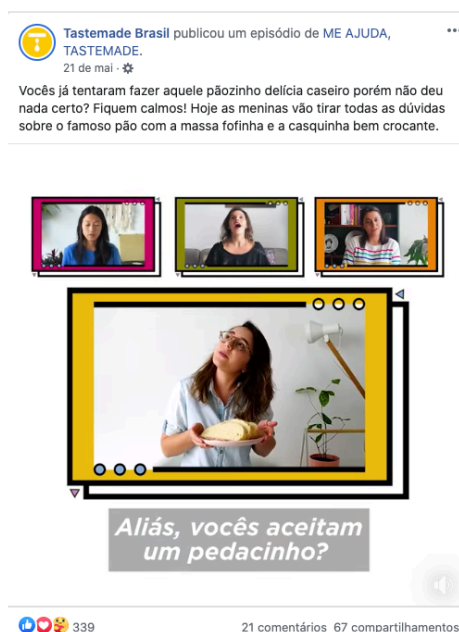 Tastemade Brasil publicou um episódio de ME AJUDA,
TASTEMADE.
21 de mai ·
Vocês já tentaram fazer aquele pãozinho delícia caseiro porém não deu
nada certo? Fiquem calmos! Hoje as meninas vão tirar todas as dúvidas
sobre o famoso pão com a massa fofinha e a casquinha bem crocante.
Aliás, vocês aceitam
um pedacinho?
339
21 comentários 67 compartilhamentos